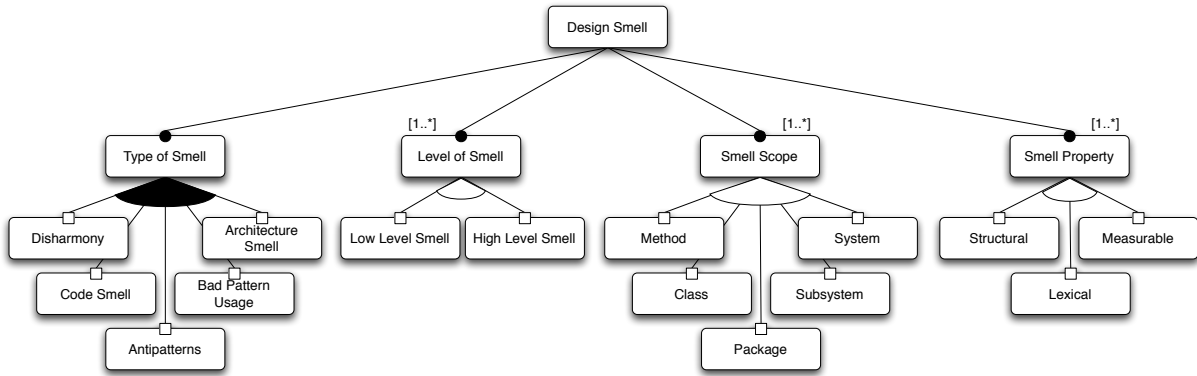 Design Smell
[1..*]
[1..*]
[1..*]
Type of Smell
Level of Smell
Smell Scope
Smell Property
Disharmony
Architecture
Smell
Low Level Smell
High Level Smell
Method
System
Structural
Measurable
Code Smell
Bad Pattern
Usage
Class
Subsystem
Lexical
Antipatterns
Package